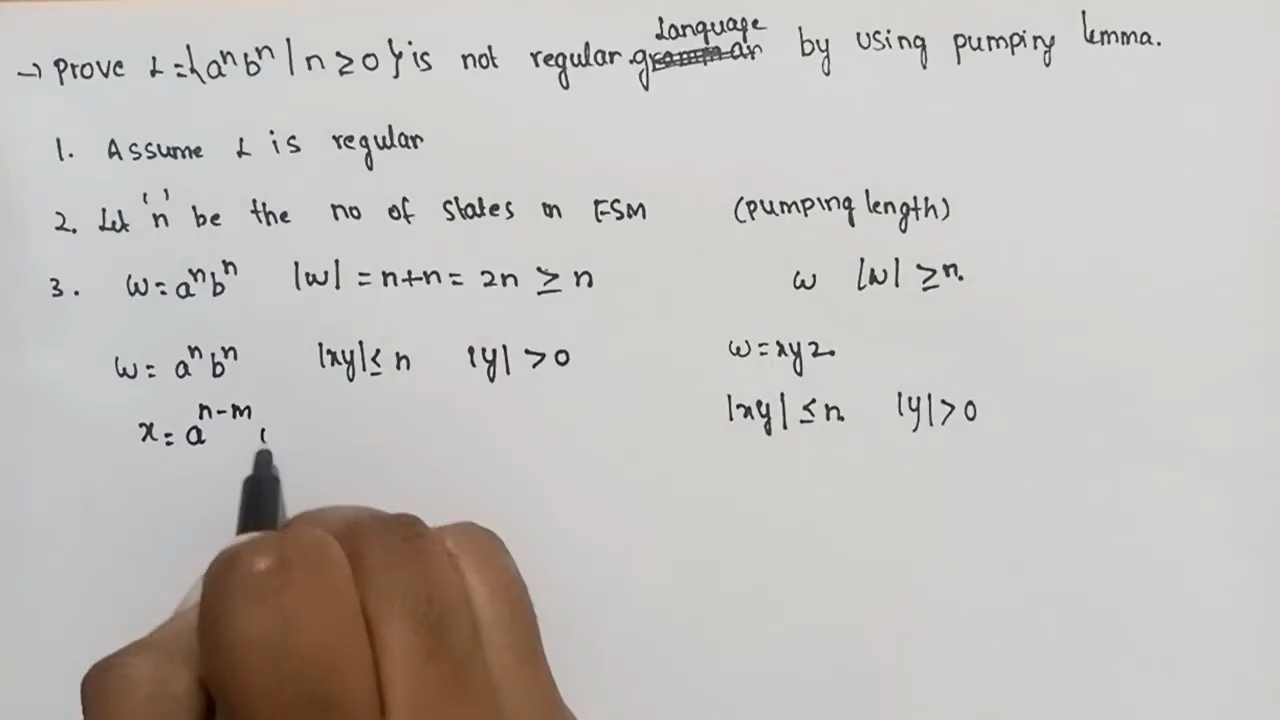 Language
→ Prove L={aⁿbⁿ | n ≥ 0} is not regular by using pumping lemma.
1. Assume L is regular
2. Let 'n' be the no of states in FSM (pumping length)
3. w = aⁿbⁿ |w| = n+n = 2n ≥ n w |w| ≥ n.
w = aⁿbⁿ |xy| ≤ n |y| > 0 w = xyz.
x = aⁿ⁻ᵐ |xy| ≤ n. |y| > 0